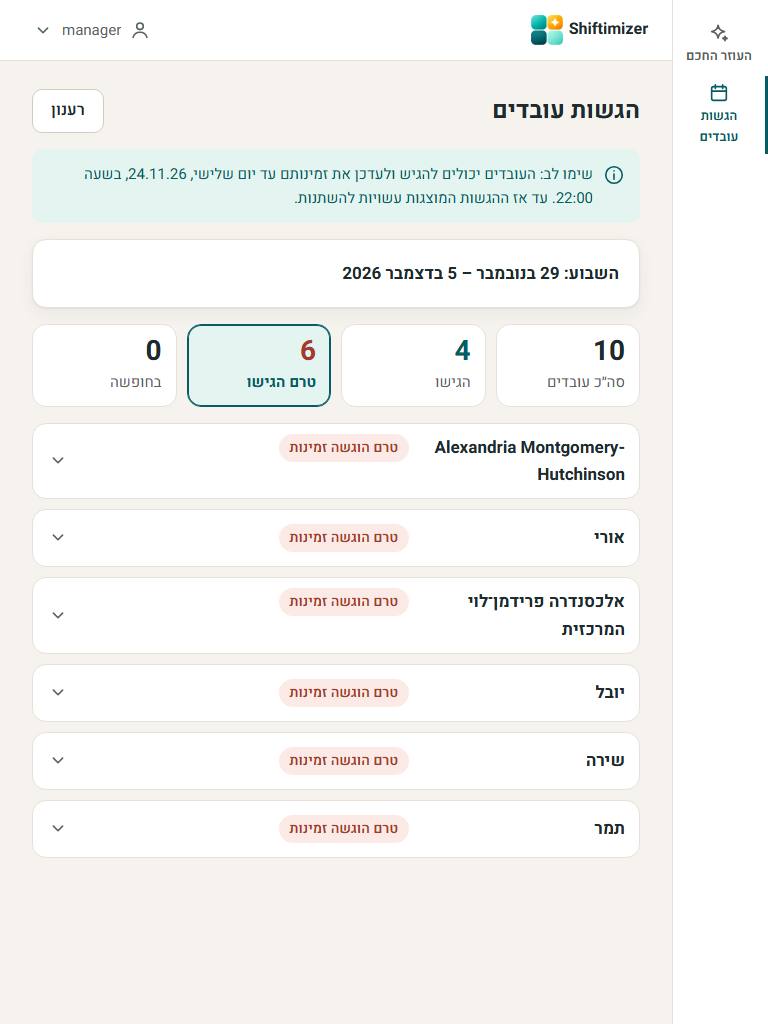 Shiftimizer
manager
העוזר החכם
הגשות
עובדים
הגשות עובדים
רענון
שימו לב: העובדים יכולים להגיש ולעדכן את זמינותם עד יום שלישי, 24.11.26, בשעה
22:00. עד אז ההגשות המוצגות עשויות להשתנות.
השבוע: 29 בנובמבר – 5 בדצמבר 2026
10
סה"כ עובדים
4
הגישו
6
טרם הגישו
0
בחופשה
Alexandria Montgomery-
Hutchinson
טרם הוגשה זמינות
אורי
טרם הוגשה זמינות
אלכסנדרה פרידמן־לוי
המרכזית
טרם הוגשה זמינות
יובל
טרם הוגשה זמינות
שירה
טרם הוגשה זמינות
תמר
טרם הוגשה זמינות